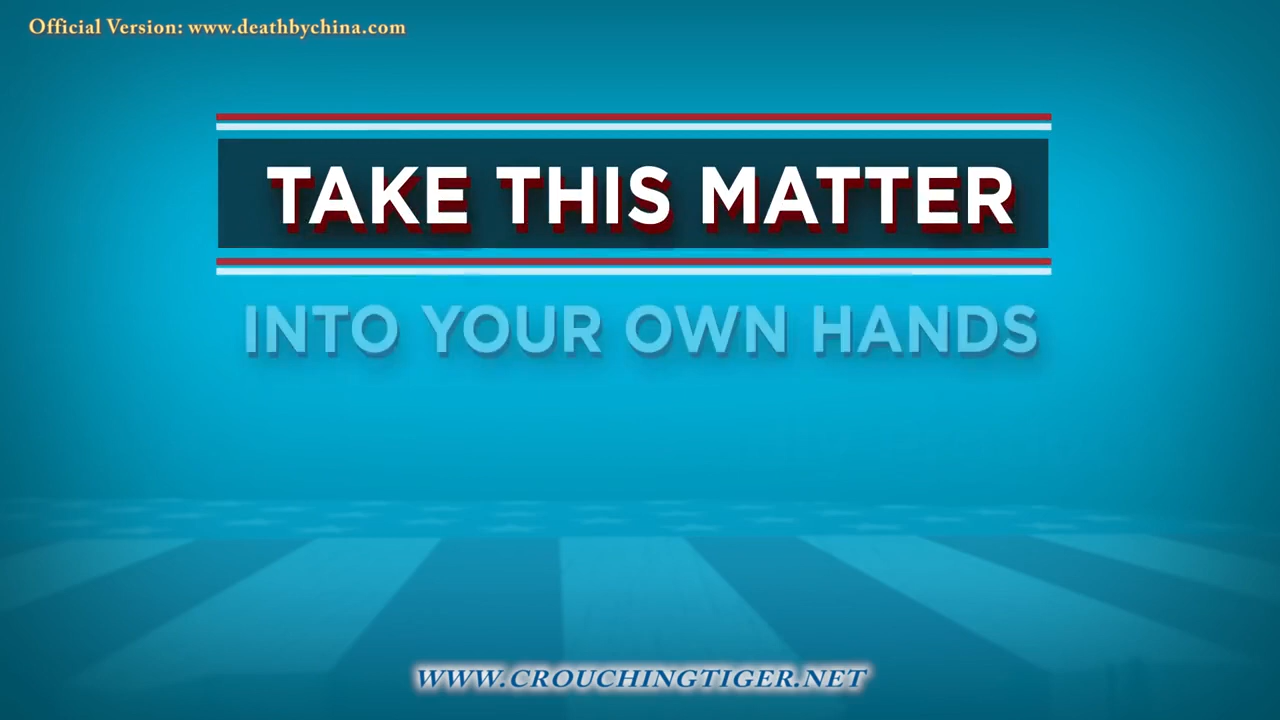 Official Version: www.deathbychina.com
TAKE THIS MATTER
INTO YOUR OWN HANDS
WWW.CROUCHINGTIGER.NET